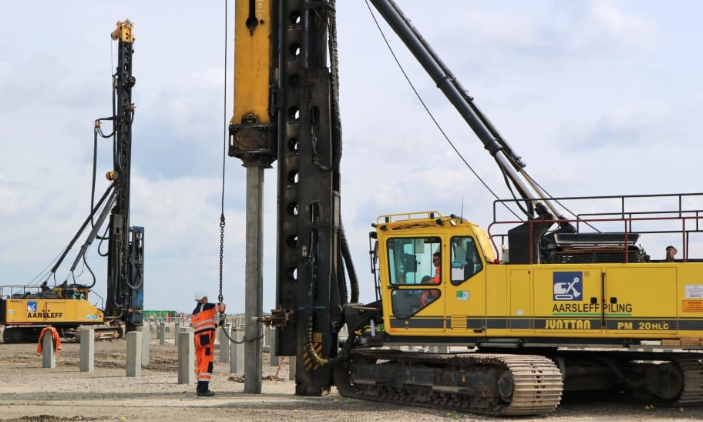 AARSLEFF
AARSLEFF PILING
JUNTTAN PM 20HLC